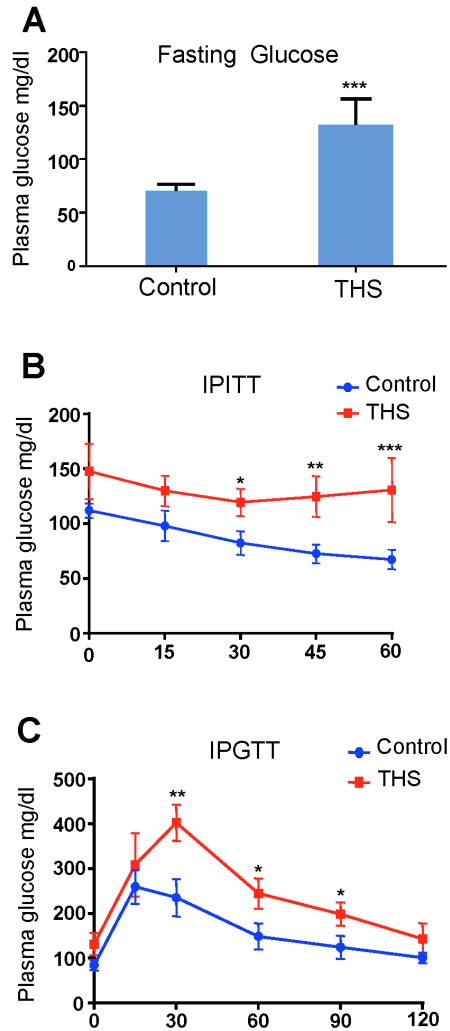 A
Fasting Glucose
Plasma glucose mg/dl
200
150
100
50
0
***
Control
THS
B
IPITT
Control
THS
Plasma glucose mg/dl
200
150
100
50
0
*
**
***
0 15 30 45 60
C
IPGTT
Control
THS
Plasma glucose mg/dl
500
400
300
200
100
0
**
*
*
0 30 60 90 120